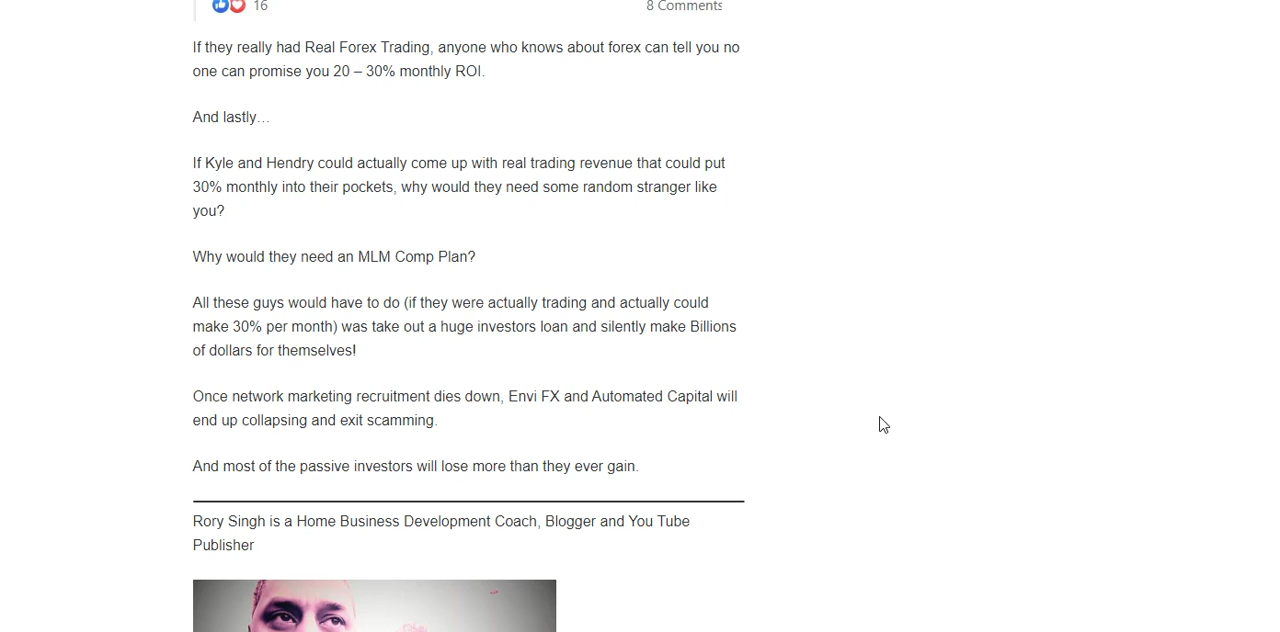 16 8 Comments
If they really had Real Forex Trading, anyone who knows about forex can tell you no
one can promise you 20 – 30% monthly ROI.
And lastly…
If Kyle and Hendry could actually come up with real trading revenue that could put
30% monthly into their pockets, why would they need some random stranger like
you?
Why would they need an MLM Comp Plan?
All these guys would have to do (if they were actually trading and actually could
make 30% per month) was take out a huge investors loan and silently make Billions
of dollars for themselves!
Once network marketing recruitment dies down, Envi FX and Automated Capital will
end up collapsing and exit scamming.
And most of the passive investors will lose more than they ever gain.
Rory Singh is a Home Business Development Coach, Blogger and You Tube
Publisher